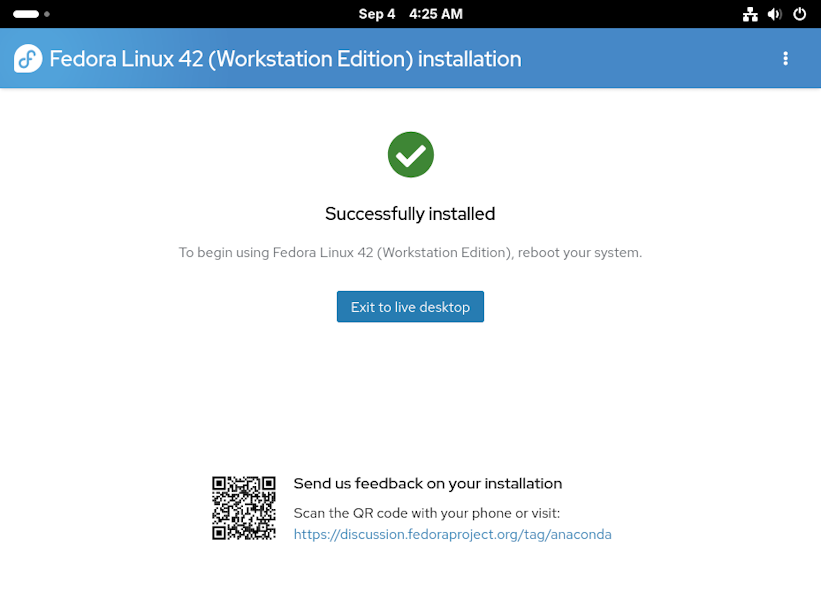 Sep 4 4:25 AM
Fedora Linux 42 (Workstation Edition) installation
Successfully installed
To begin using Fedora Linux 42 (Workstation Edition), reboot your system.
Exit to live desktop
Send us feedback on your installation
Scan the QR code with your phone or visit:
https://discussion.fedoraproject.org/tag/anaconda